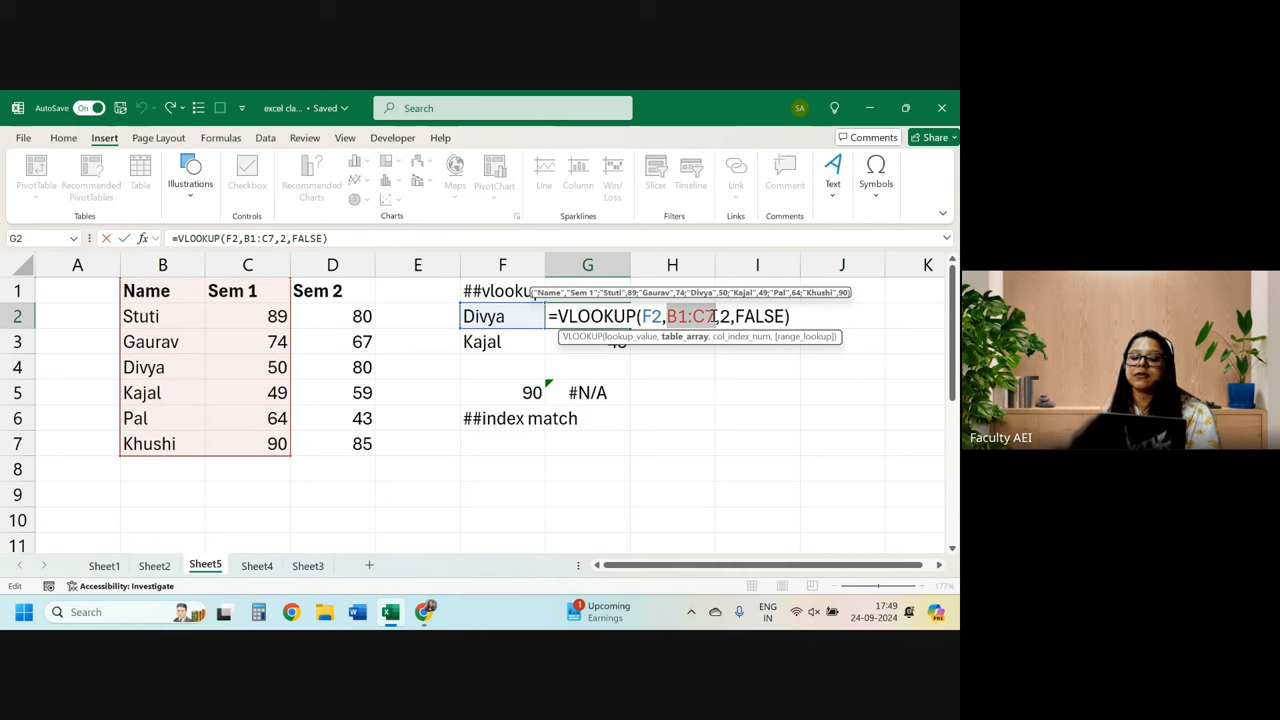 AutoSave On excel cla... • Saved Search SA
File Home Insert Page Layout Formulas Data Review View Developer Help Comments Share
PivotTable Recommended PivotTables Table Illustrations Checkbox Recommended Charts Maps PivotChart Line Column Win/Loss Slicer Timeline Link Comment Text Symbols
Tables Controls Charts Sparklines Filters Links Comments
G2 fx =VLOOKUP(F2,B1:C7,2,FALSE)
A B C D E F G H I J K
1 Name Sem 1 Sem 2 ##vlooku {"Name","Sem 1";"Stuti",89;"Gaurav",74;"Divya",50;"Kajal",49;"Pal",64;"Khushi",90}
2 Stuti 89 80 Divya =VLOOKUP(F2,B1:C7,2,FALSE)
VLOOKUP(lookup_value, table_array, col_index_num, [range_lookup])
3 Gaurav 74 67 Kajal
4 Divya 50 80
5 Kajal 49 59 90 #N/A
6 Pal 64 43 ##index match
7 Khushi 90 85
8
9
10
11
Sheet1 Sheet2 Sheet5 Sheet4 Sheet3 +
Edit Accessibility: Investigate 177%
Search 1 Upcoming Earnings ENG IN 17:49 24-09-2024
Faculty AEI